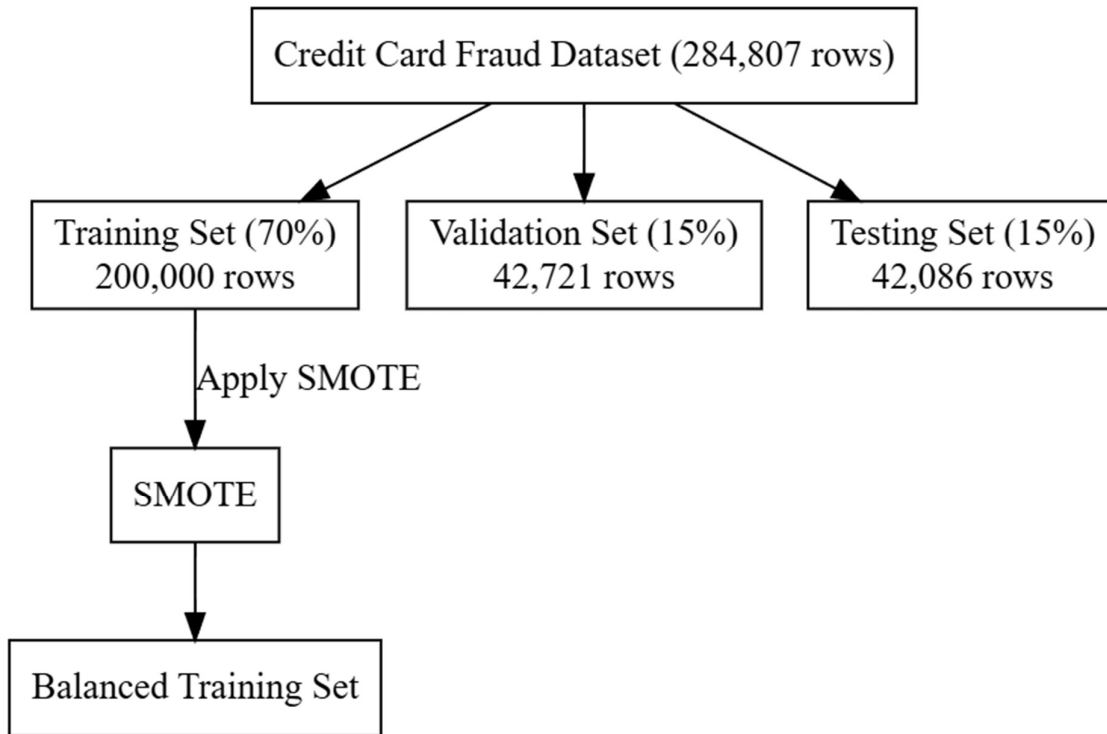 Credit Card Fraud Dataset (284,807 rows)
Training Set (70%)
200,000 rows
Validation Set (15%)
42,721 rows
Testing Set (15%)
42,086 rows
Apply SMOTE
SMOTE
Balanced Training Set